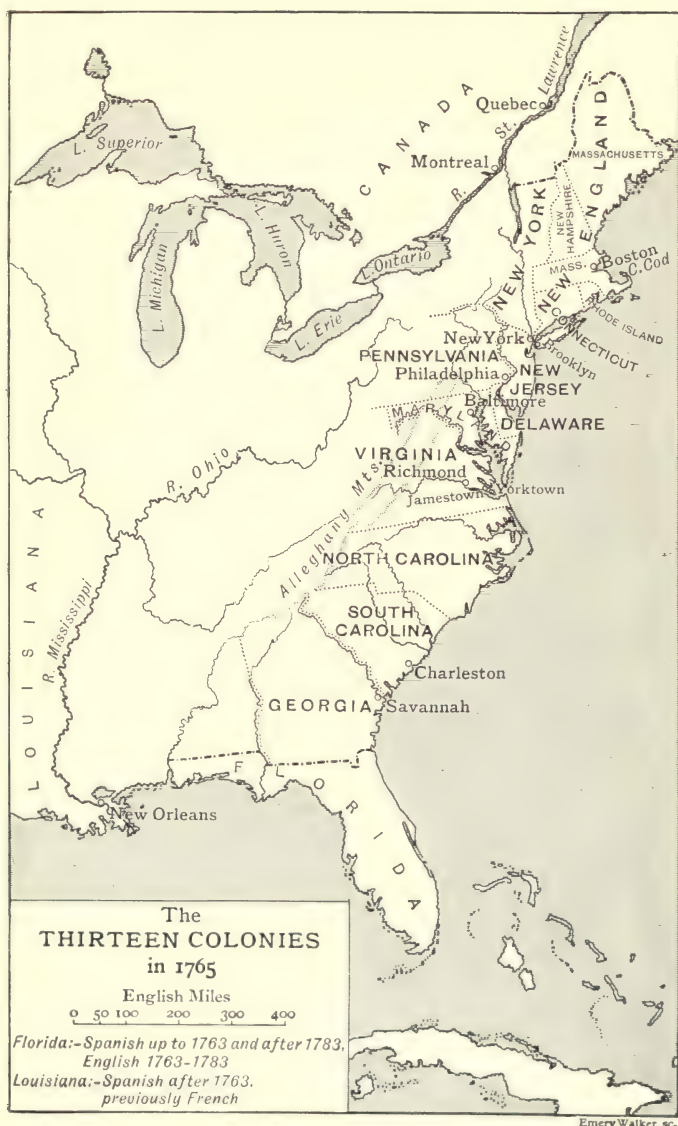 St. Lawrence
Quebec
CANADA
L. Superior
MASSACHUSETTS
Montreal
R.
NEW ENGLAND
NEW HAMPSHIRE
NEW YORK
L. Huron
L. Michigan
L. Ontario
MASS.
Boston
C. Cod
L. Erie
RHODE ISLAND
CONNECTICUT
New York
Brooklyn
PENNSYLVANIA
Philadelphia
NEW
JERSEY
Baltimore
MARYLAND
DELAWARE
VIRGINIA
Richmond
R. Ohio
Jamestown
Yorktown
Alleghany Mts.
NORTH CAROLINA
LOUISIANA
R. Mississippi
SOUTH
CAROLINA
Charleston
GEORGIA
Savannah
FLORIDA
New Orleans
The
THIRTEEN COLONIES
in 1765
English Miles
0 50 100 200 300 400
Florida:-Spanish up to 1763 and after 1783,
English 1763-1783
Louisiana:-Spanish after 1763.
previously French
Emery Walker sc.